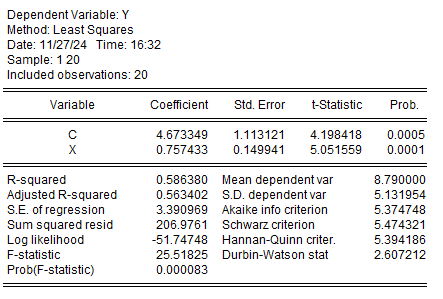 Dependent Variable: Y
Method: Least Squares
Date: 11/27/24 Time: 16:32
Sample: 1 20
Included observations: 20
Variable Coefficient Std. Error t-Statistic Prob.
C 4.673349 1.113121 4.198418 0.0005
X 0.757433 0.149941 5.051559 0.0001
R-squared 0.586380 Mean dependent var 8.790000
Adjusted R-squared 0.563402 S.D. dependent var 5.131954
S.E. of regression 3.390969 Akaike info criterion 5.374748
Sum squared resid 206.9761 Schwarz criterion 5.474321
Log likelihood -51.74748 Hannan-Quinn criter. 5.394186
F-statistic 25.51825 Durbin-Watson stat 2.607212
Prob(F-statistic) 0.000083